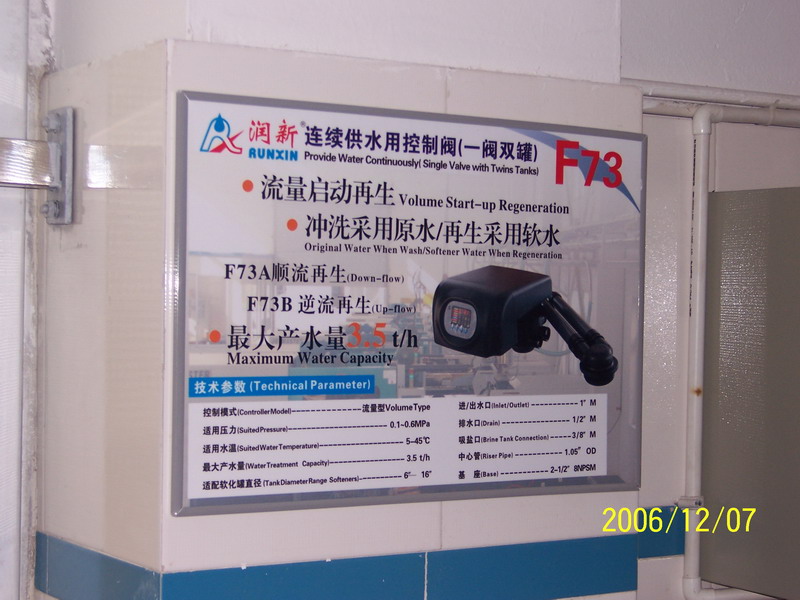 润新® 连续供水用控制阀(一阀双罐)
RUNXIN Provide Water Continuously( Single Valve with Twins Tanks)
F73
• 流量启动再生 Volume Start-up Regeneration
• 冲洗采用原水/再生采用软水
Original Water When Wash/Softener Water When Regeneration
F73A顺流再生(Down-flow)
F73B 逆流再生(Up-flow)
• 最大产水量3.5 t/h
Maximum Water Capacity
技术参数 (Technical Parameter)
控制模式(ControllerModel)---------------流量型VolumeType
适用压力(SuitedPressure)---------------0.1-0.6MPa
适用水温(SuitedWaterTemperature)---------------5-45℃
最大产水量(WaterTreatment Capacity)---------------3.5 t/h
适配软化罐直径(TankDiameterRange Softeners)----------6"— 16"
进/出水口(Inlet/Outlet)----------1" M
排水口(Drain)---------------1/2" M
吸盐口(Brine Tank Connection)-----3/8" M
中心管(Riser Pipe)---------------1.05" OD
基 座(Base)---------------2-1/2" 8NPSM
2006/12/07